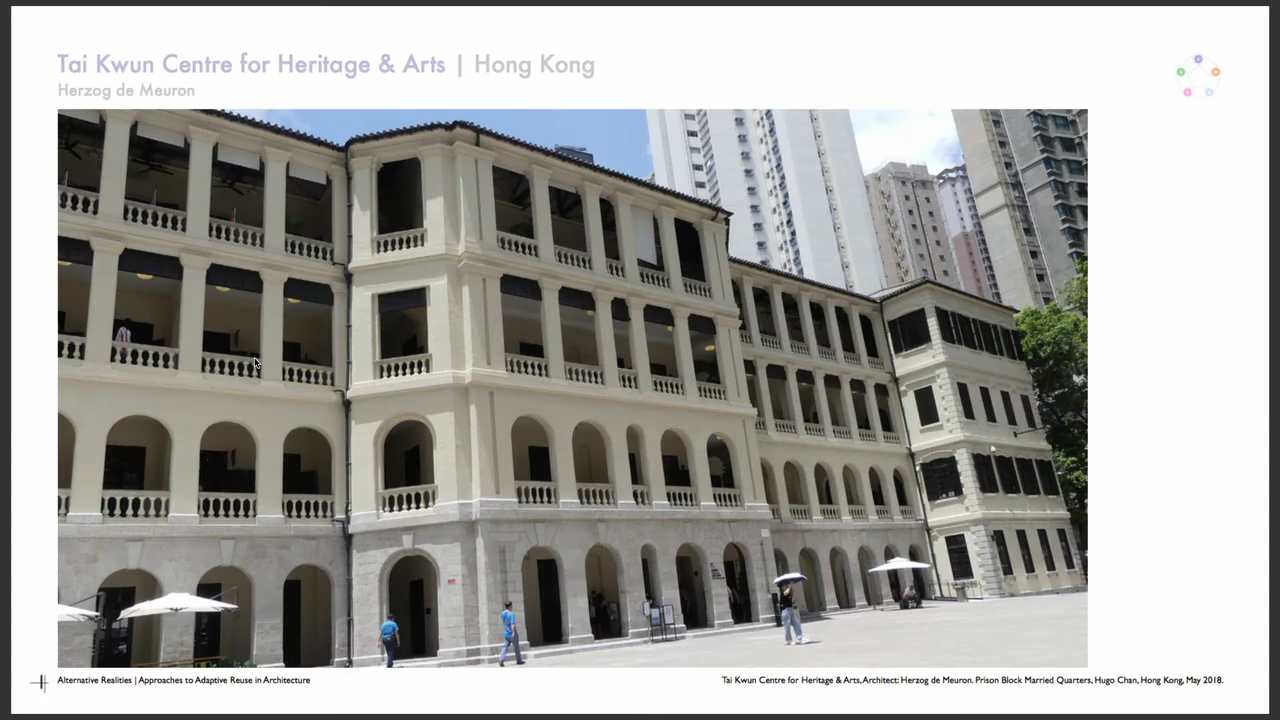 Tai Kwun Centre for Heritage & Arts | Hong Kong
Herzog de Meuron
Alternative Realities | Approaches to Adaptive Reuse in Architecture
Tai Kwun Centre for Heritage & Arts, Architect: Herzog de Meuron. Prison Block Married Quarters, Hugo Chan, Hong Kong, May 2018.